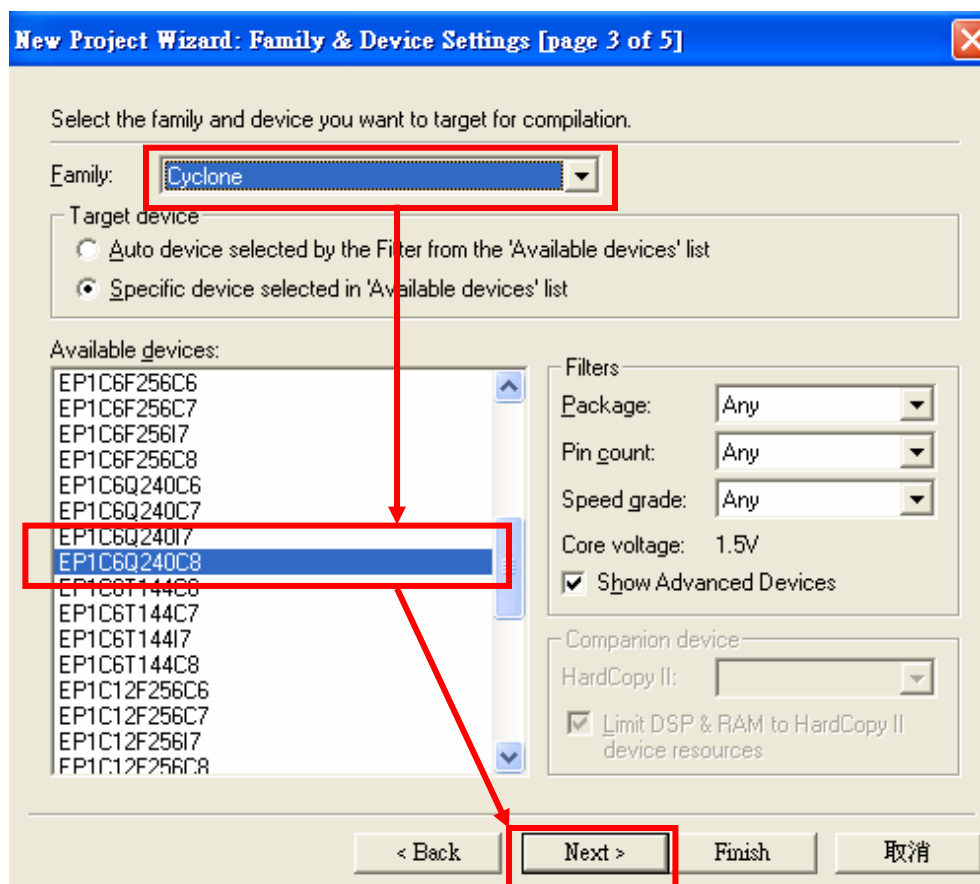 New Project Wizard: Family & Device Settings [page 3 of 5]
Select the family and device you want to target for compilation.
Family: Cyclone
Target device
Auto device selected by the Filter from the 'Available devices' list
Specific device selected in 'Available devices' list
Available devices:
EP1C6F256C6
EP1C6F256C7
EP1C6F256I7
EP1C6F256C8
EP1C6Q240C6
EP1C6Q240C7
EP1C6Q240I7
EP1C6Q240C8
EP1C6T144C6
EP1C6T144C7
EP1C6T144I7
EP1C6T144C8
EP1C12F256C6
EP1C12F256C7
EP1C12F256I7
EP1C12F256C8
Filters
Package: Any
Pin count: Any
Speed grade: Any
Core voltage: 1.5V
Show Advanced Devices
Companion device
HardCopy II:
Limit DSP & RAM to HardCopy II
device resources
< Back Next > Finish 取消